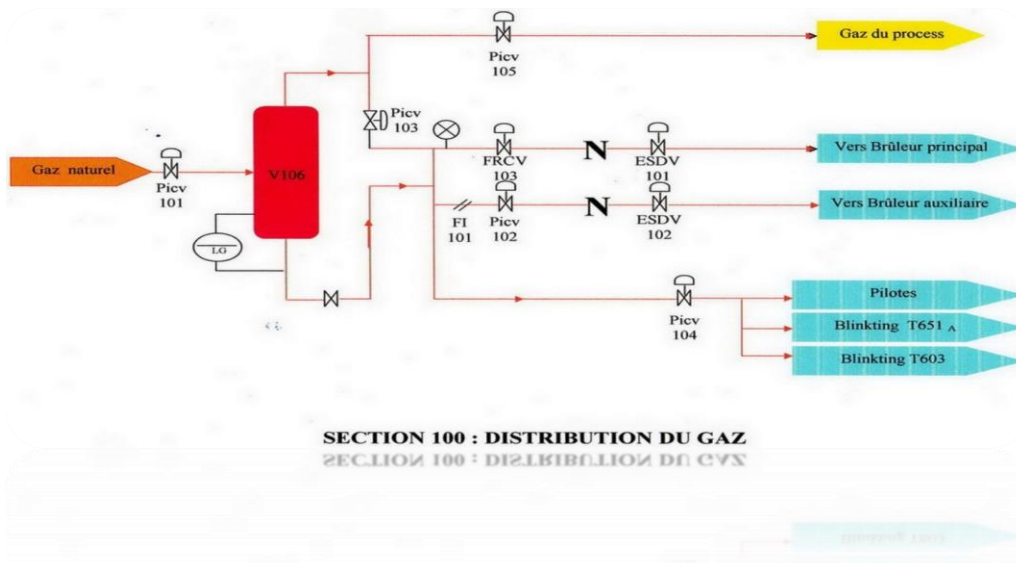 Gaz du process
Picv
105
Picv
103
Gaz naturel
Picv
101
V106
FRCV
103
N
ESDV
101
Vers Brûleur principal
LG
FI
101
Picv
102
N
ESDV
102
Vers Brûleur auxiliaire
Picv
104
Pilotes
Blinkting T651 A
Blinkting T603
SECTION 100 : DISTRIBUTION DU GAZ